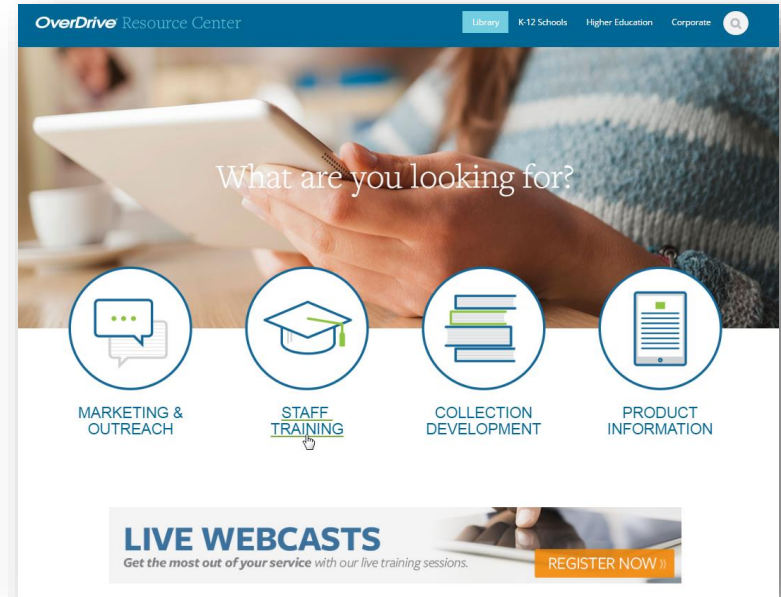 OverDrive Resource Center
Library K-12 Schools Higher Education Corporate
What are you looking for?
MARKETING &
OUTREACH
STAFF
TRAINING
COLLECTION
DEVELOPMENT
PRODUCT
INFORMATION
LIVE WEBCASTS
Get the most out of your service with our live training sessions.
REGISTER NOW »